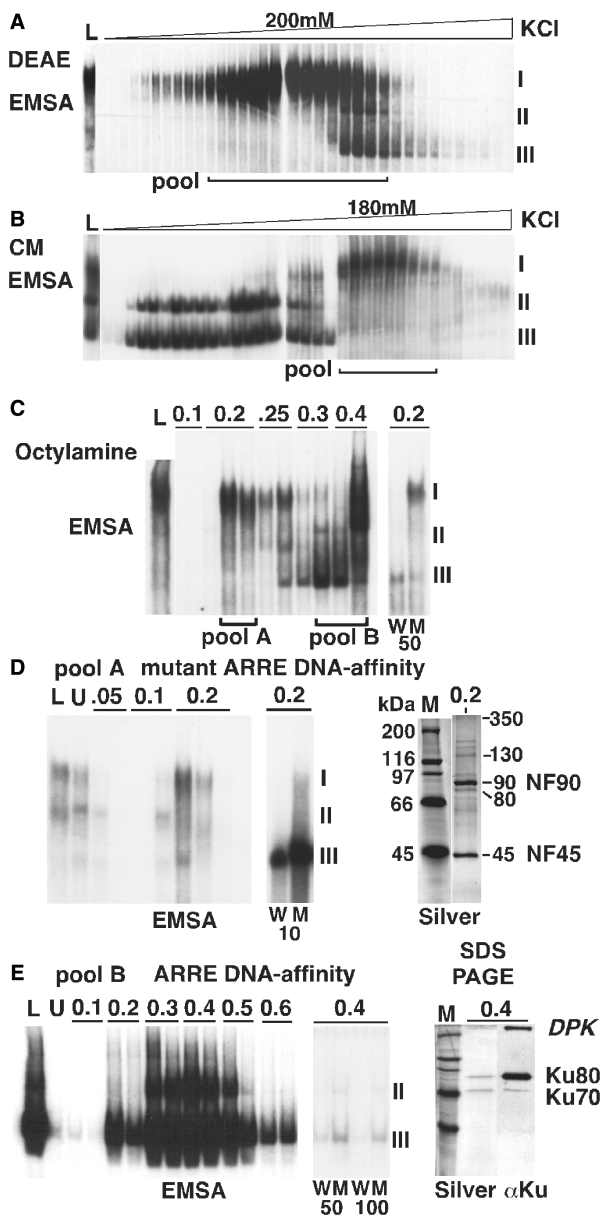 A
L 200mM KCl
DEAE
EMSA
I
II
III
pool
B
L 180mM KCl
CM
EMSA
I
II
III
pool
C
L 0.1 0.2 .25 0.3 0.4 0.2
Octylamine
EMSA
I
II
III
pool A pool B
W M
50
D pool A mutant ARRE DNA-affinity
L U .05 0.1 0.2 0.2 kDa M 0.2
200 350
116 130
97 90 NF90
80
66
45 45 NF45
I
II
III
W M
10
EMSA Silver
E pool B ARRE DNA-affinity SDS PAGE
L U 0.1 0.2 0.3 0.4 0.5 0.6 0.4 M 0.4
DPK
Ku80
Ku70
II
III
W M W M
50 100
EMSA Silver αKu